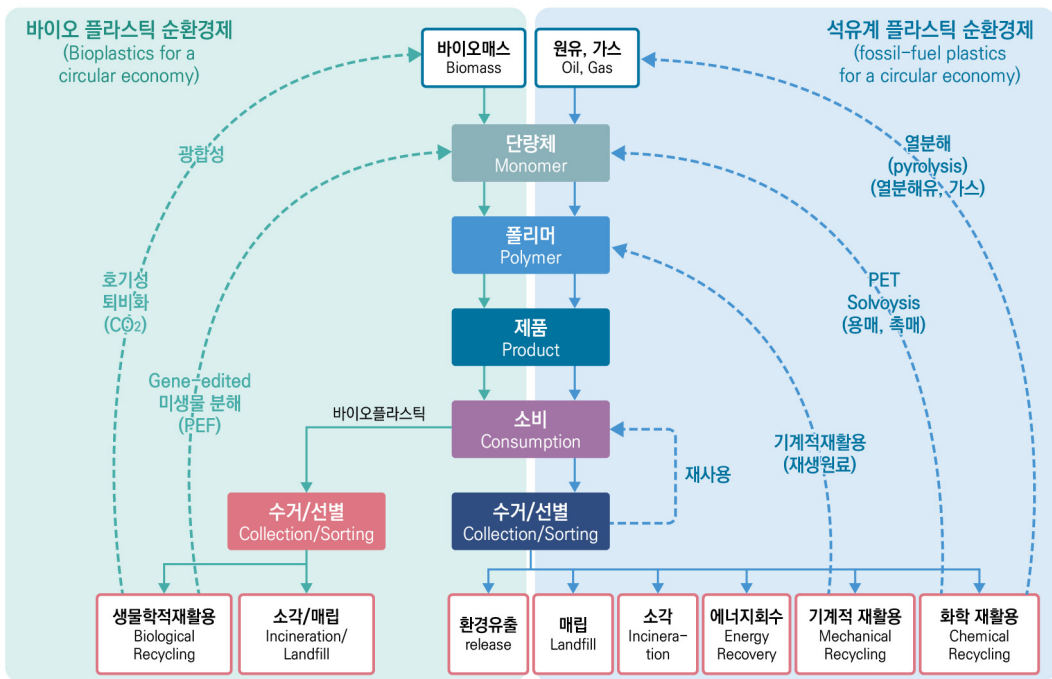 바이오 플라스틱 순환경제
(Bioplastics for a
circular economy)
석유계 플라스틱 순환경제
(fossil-fuel plastics
for a circular economy)
바이오매스
Biomass
원유, 가스
Oil, Gas
단량체
Monomer
광합성
열분해
(pyrolysis)
(열분해유, 가스)
폴리머
Polymer
호기성
퇴비화
(CO₂)
PET
Solvoysis
(용매, 촉매)
제품
Product
Gene-edited
미생물 분해
(PEF)
바이오플라스틱
소비
Consumption
기계적재활용
(재생원료)
재사용
수거/선별
Collection/Sorting
수거/선별
Collection/Sorting
생물학적재활용
Biological
Recycling
소각/매립
Incineration/
Landfill
환경유출
release
매립
Landfill
소각
Incinera-
tion
에너지회수
Energy
Recovery
기계적 재활용
Mechanical
Recycling
화학 재활용
Chemical
Recycling